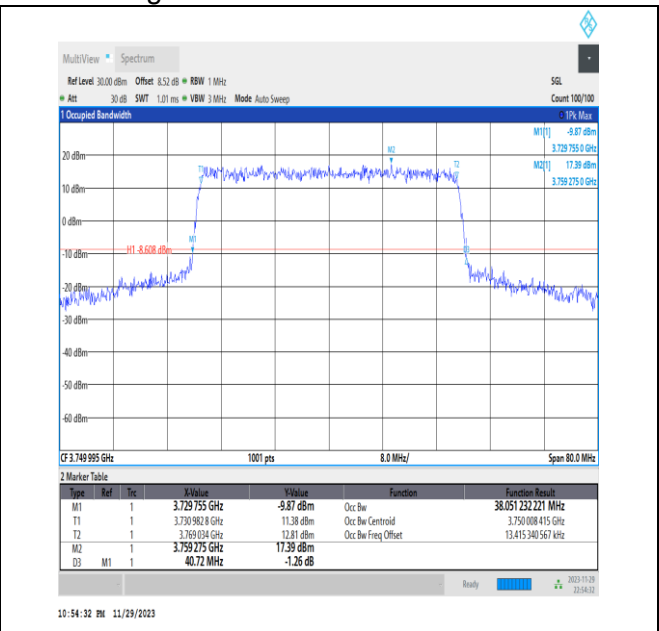 MultiView Spectrum
Ref Level 30.00 dBm Offset 8.52 dB RBW 1 MHz SGL
Att 30 dB SWT 1.01 ms VBW 3 MHz Mode Auto Sweep Count 100/100
1 Occupied Bandwidth 1Pk Max
M1[1] -9.87 dBm
3.729 755 0 GHz
M2[1] 17.39 dBm
3.759 275 0 GHz
M2
20 dBm
T1 T2
10 dBm
0 dBm
M1
H1 -8.608 dBm
-10 dBm
D3
-20 dBm
-30 dBm
-40 dBm
-50 dBm
-60 dBm
CF 3.749 995 GHz 1001 pts 8.0 MHz/ Span 80.0 MHz
2 Marker Table
Type Ref Trc X-Value Y-Value Function Function Result
M1 1 3.729 755 GHz -9.87 dBm Occ Bw 38.051 232 221 MHz
T1 1 3.730 982 8 GHz 11.38 dBm Occ Bw Centroid 3.750 008 415 GHz
T2 1 3.769 034 GHz 12.81 dBm Occ Bw Freq Offset 13.415 340 567 kHz
M2 1 3.759 275 GHz 17.39 dBm
D3 M1 1 40.72 MHz -1.26 dB
Ready 2023-11-29
22:54:32
10:54:32 PM 11/29/2023